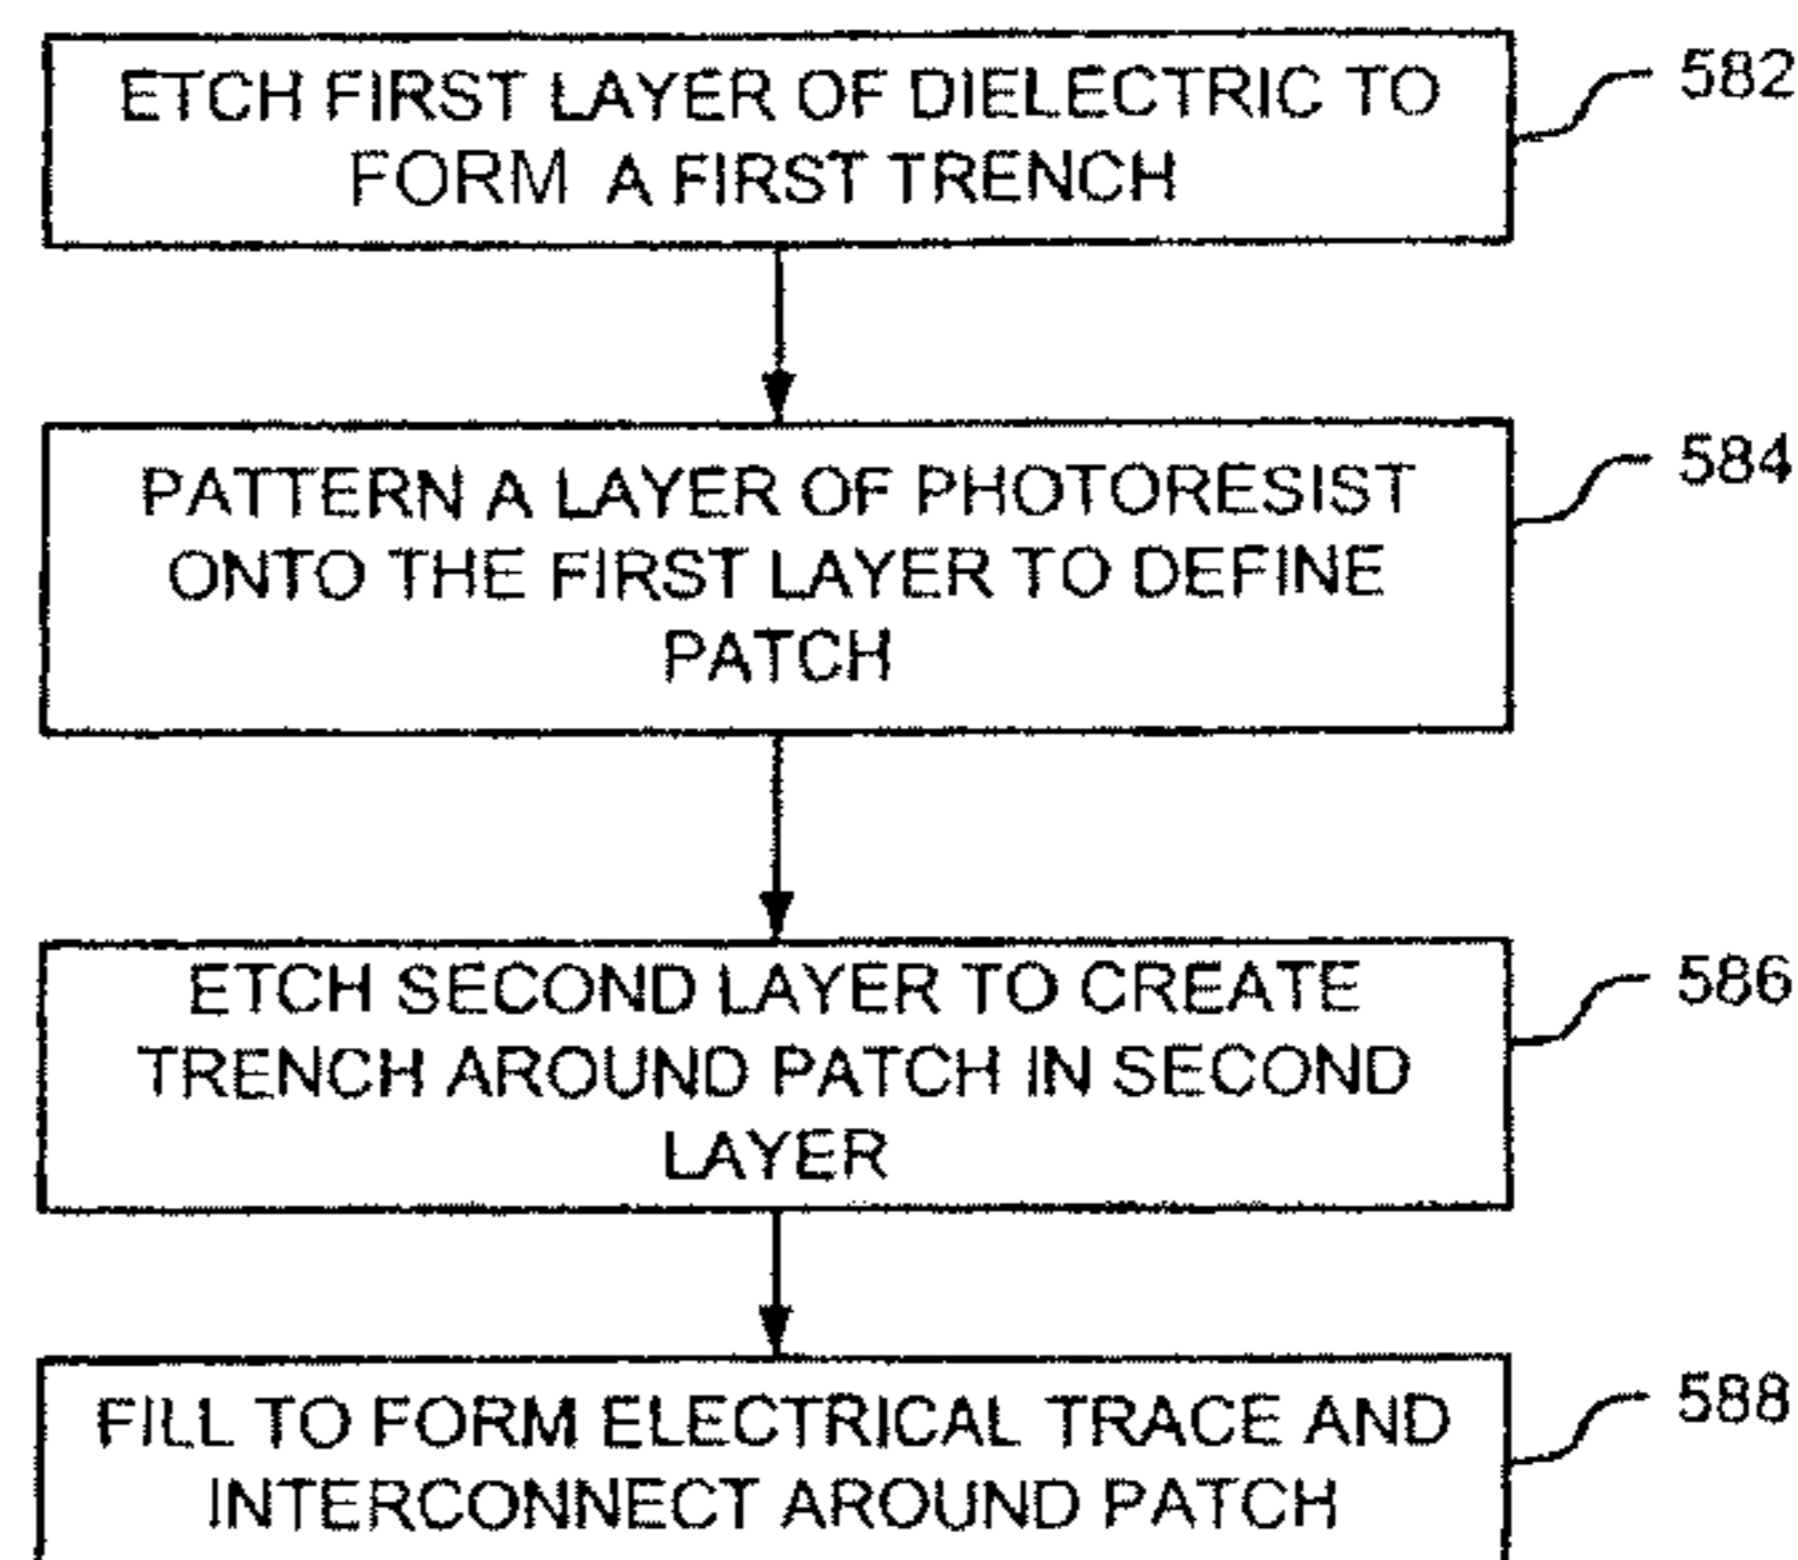 ETCH FIRST LAYER OF DIELECTRIC TO
FORM A FIRST TRENCH
582
PATTERN A LAYER OF PHOTORESIST
ONTO THE FIRST LAYER TO DEFINE
PATCH
584
ETCH SECOND LAYER TO CREATE
TRENCH AROUND PATCH IN SECOND
LAYER
586
FILL TO FORM ELECTRICAL TRACE AND
INTERCONNECT AROUND PATCH
588